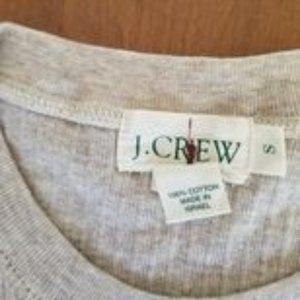 J.CREW
S
100% COTTON
MADE IN
ISRAEL